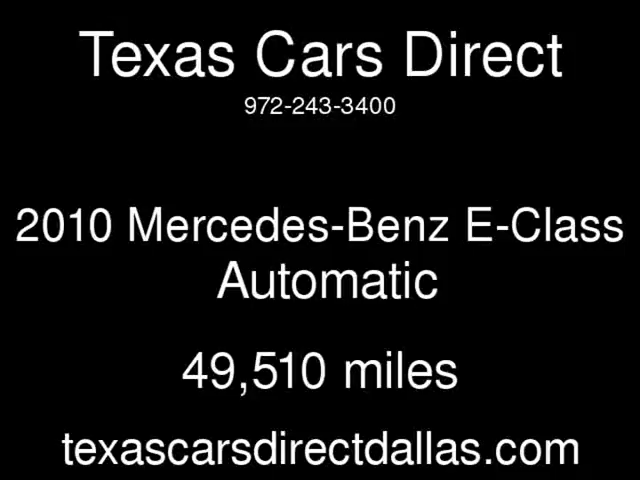 Texas Cars Direct
972-243-3400
2010 Mercedes-Benz E-Class
Automatic
49,510 miles
texascarsdirectdallas.com